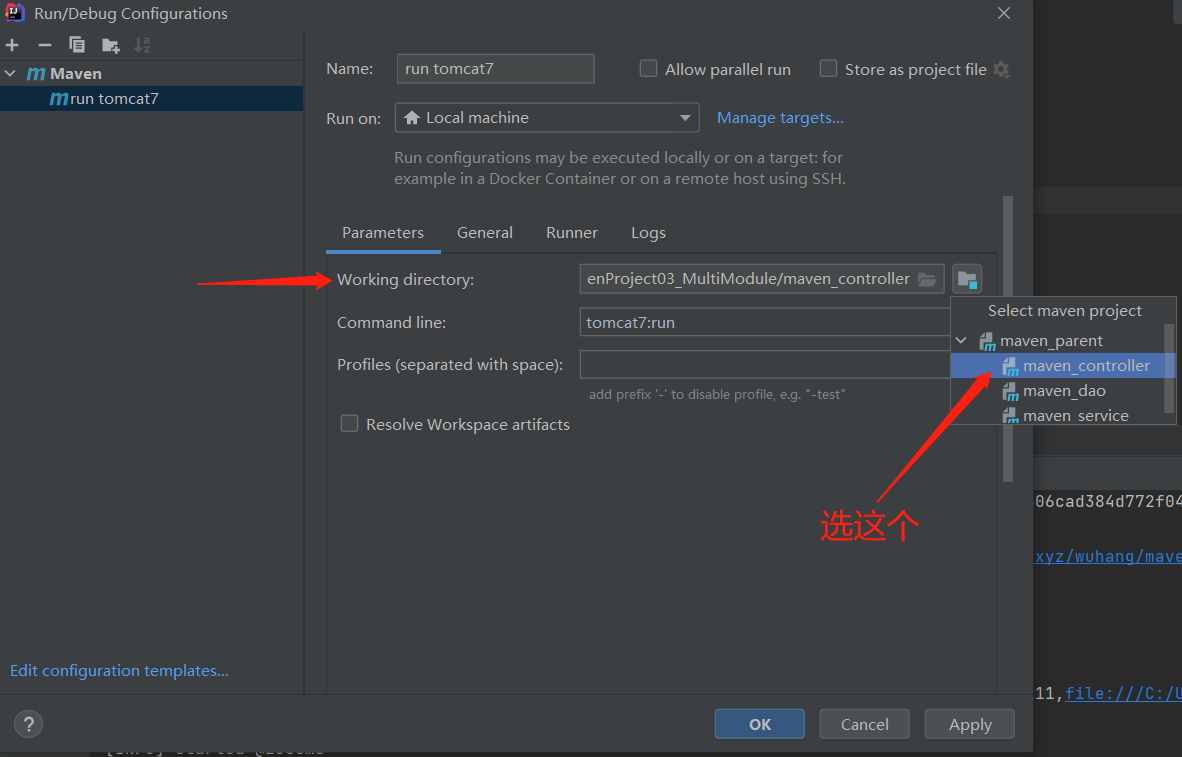 Run/Debug Configurations
Maven
run tomcat7
Name:
run tomcat7
Allow parallel run
Store as project file
Run on:
Local machine
Manage targets...
Run configurations may be executed locally or on a target: for
example in a Docker Container or on a remote host using SSH.
Parameters
General
Runner
Logs
Working directory:
enProject03_MultiModule/maven_controller
Command line:
tomcat7:run
Profiles (separated with space):
add prefix '-' to disable profile, e.g. "-test"
Resolve Workspace artifacts
Select maven project
maven_parent
maven_controller
maven_dao
maven_service
选这个
06cad384d772f04
xyz/wuhang/mave
11,file:///C:/U
Edit configuration templates...
?
OK
Cancel
Apply